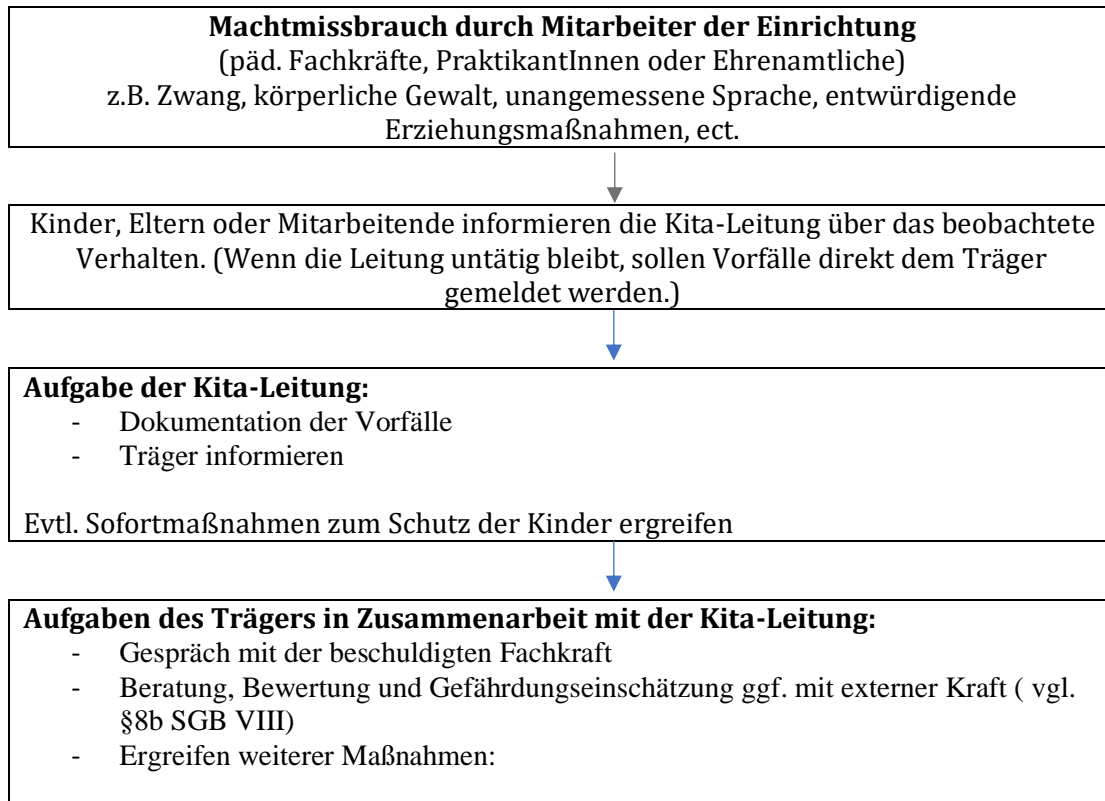 Machtmissbrauch durch Mitarbeiter der Einrichtung
(päd. Fachkräfte, PraktikantInnen oder Ehrenamtliche)
z.B. Zwang, körperliche Gewalt, unangemessene Sprache, entwürdigende
Erziehungsmaßnahmen, ect.
Kinder, Eltern oder Mitarbeitende informieren die Kita-Leitung über das beobachtete
Verhalten. (Wenn die Leitung untätig bleibt, sollen Vorfälle direkt dem Träger
gemeldet werden.)
Aufgabe der Kita-Leitung:
- Dokumentation der Vorfälle
- Träger informieren
Evtl. Sofortmaßnahmen zum Schutz der Kinder ergreifen
Aufgaben des Trägers in Zusammenarbeit mit der Kita-Leitung:
- Gespräch mit der beschuldigten Fachkraft
- Beratung, Bewertung und Gefährdungseinschätzung ggf. mit externer Kraft ( vgl.
§8b SGB VIII)
- Ergreifen weiterer Maßnahmen: